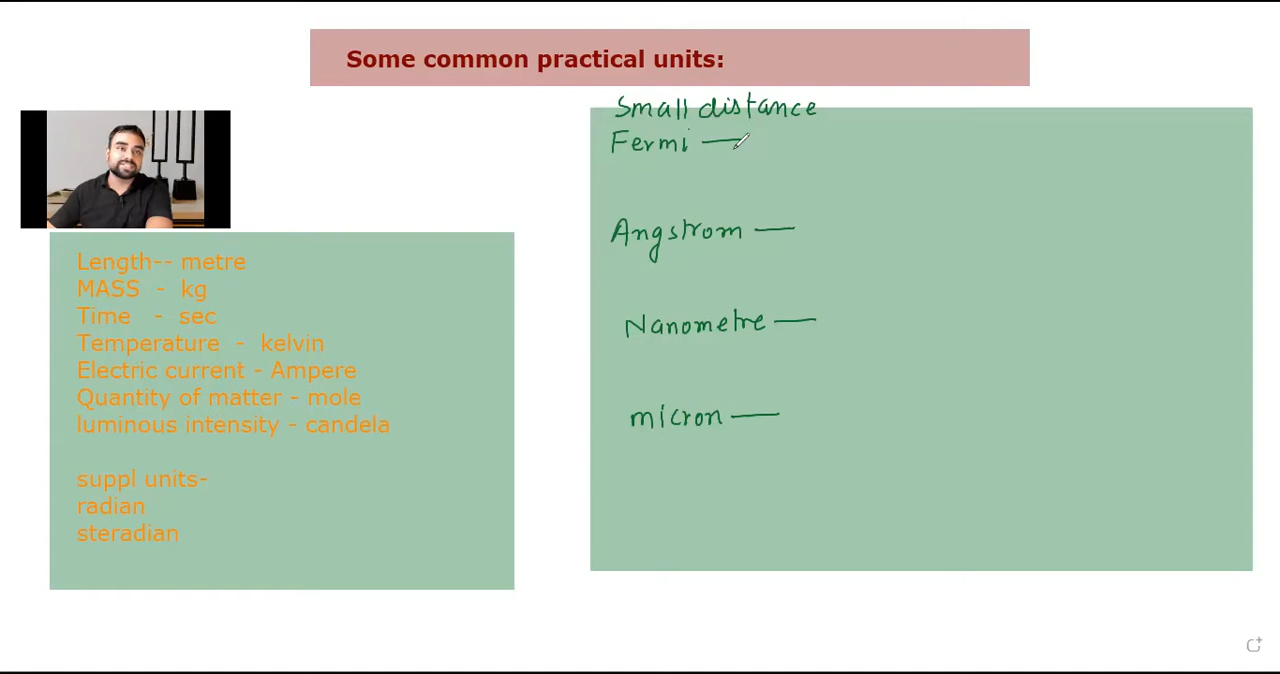 Some common practical units:
Small distance
Fermi —
Angstrom —
Nanometre —
micron —
Length-- metre
MASS - kg
Time - sec
Temperature - kelvin
Electric current - Ampere
Quantity of matter - mole
luminous intensity - candela
suppl units-
radian
steradian